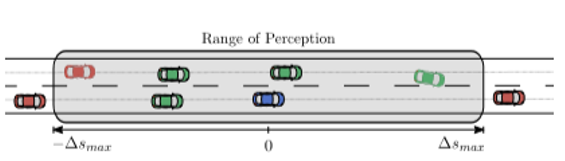 Range of Perception
−Δs_max 0 Δs_max